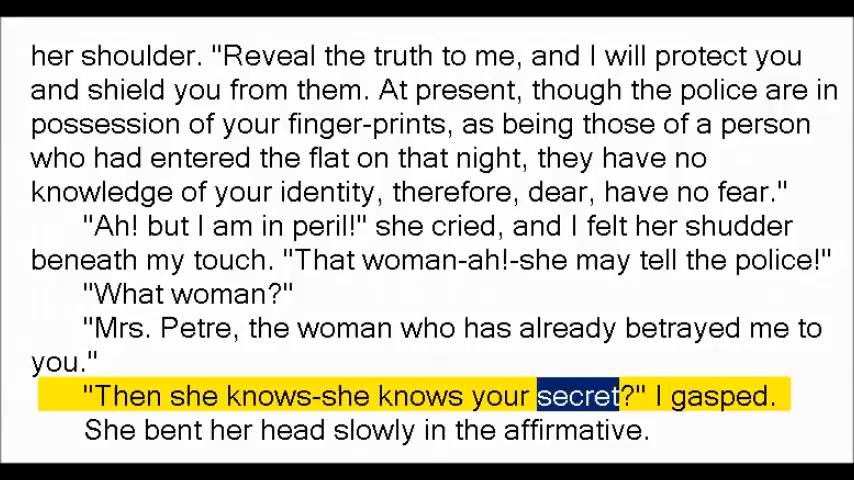 her shoulder. "Reveal the truth to me, and I will protect you
and shield you from them. At present, though the police are in
possession of your finger-prints, as being those of a person
who had entered the flat on that night, they have no
knowledge of your identity, therefore, dear, have no fear."
"Ah! but I am in peril!" she cried, and I felt her shudder
beneath my touch. "That woman-ah!-she may tell the police!"
"What woman?"
"Mrs. Petre, the woman who has already betrayed me to
you."
"Then she knows-she knows your secret?" I gasped.
She bent her head slowly in the affirmative.